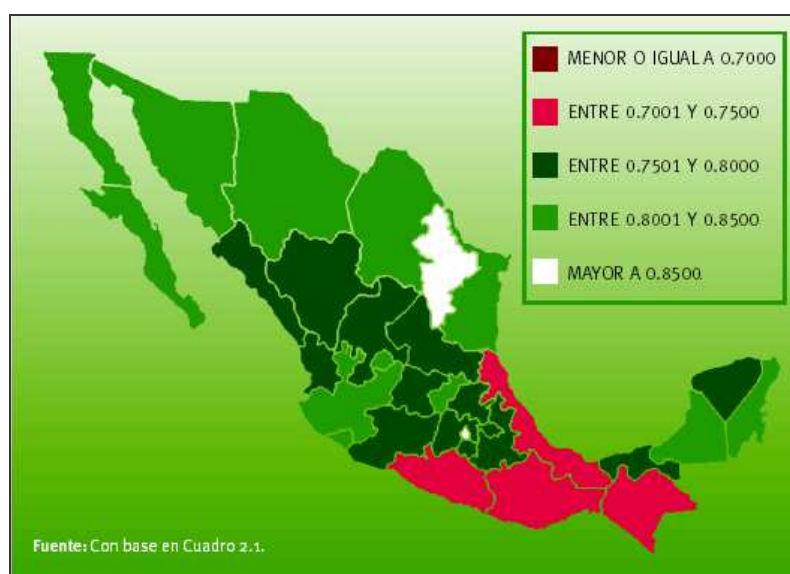 MENOR O IGUAL A 0.7000
ENTRE 0.7001 Y 0.7500
ENTRE 0.7501 Y 0.8000
ENTRE 0.8001 Y 0.8500
MAYOR A 0.8500
Fuente: Con base en Cuadro 2.1.